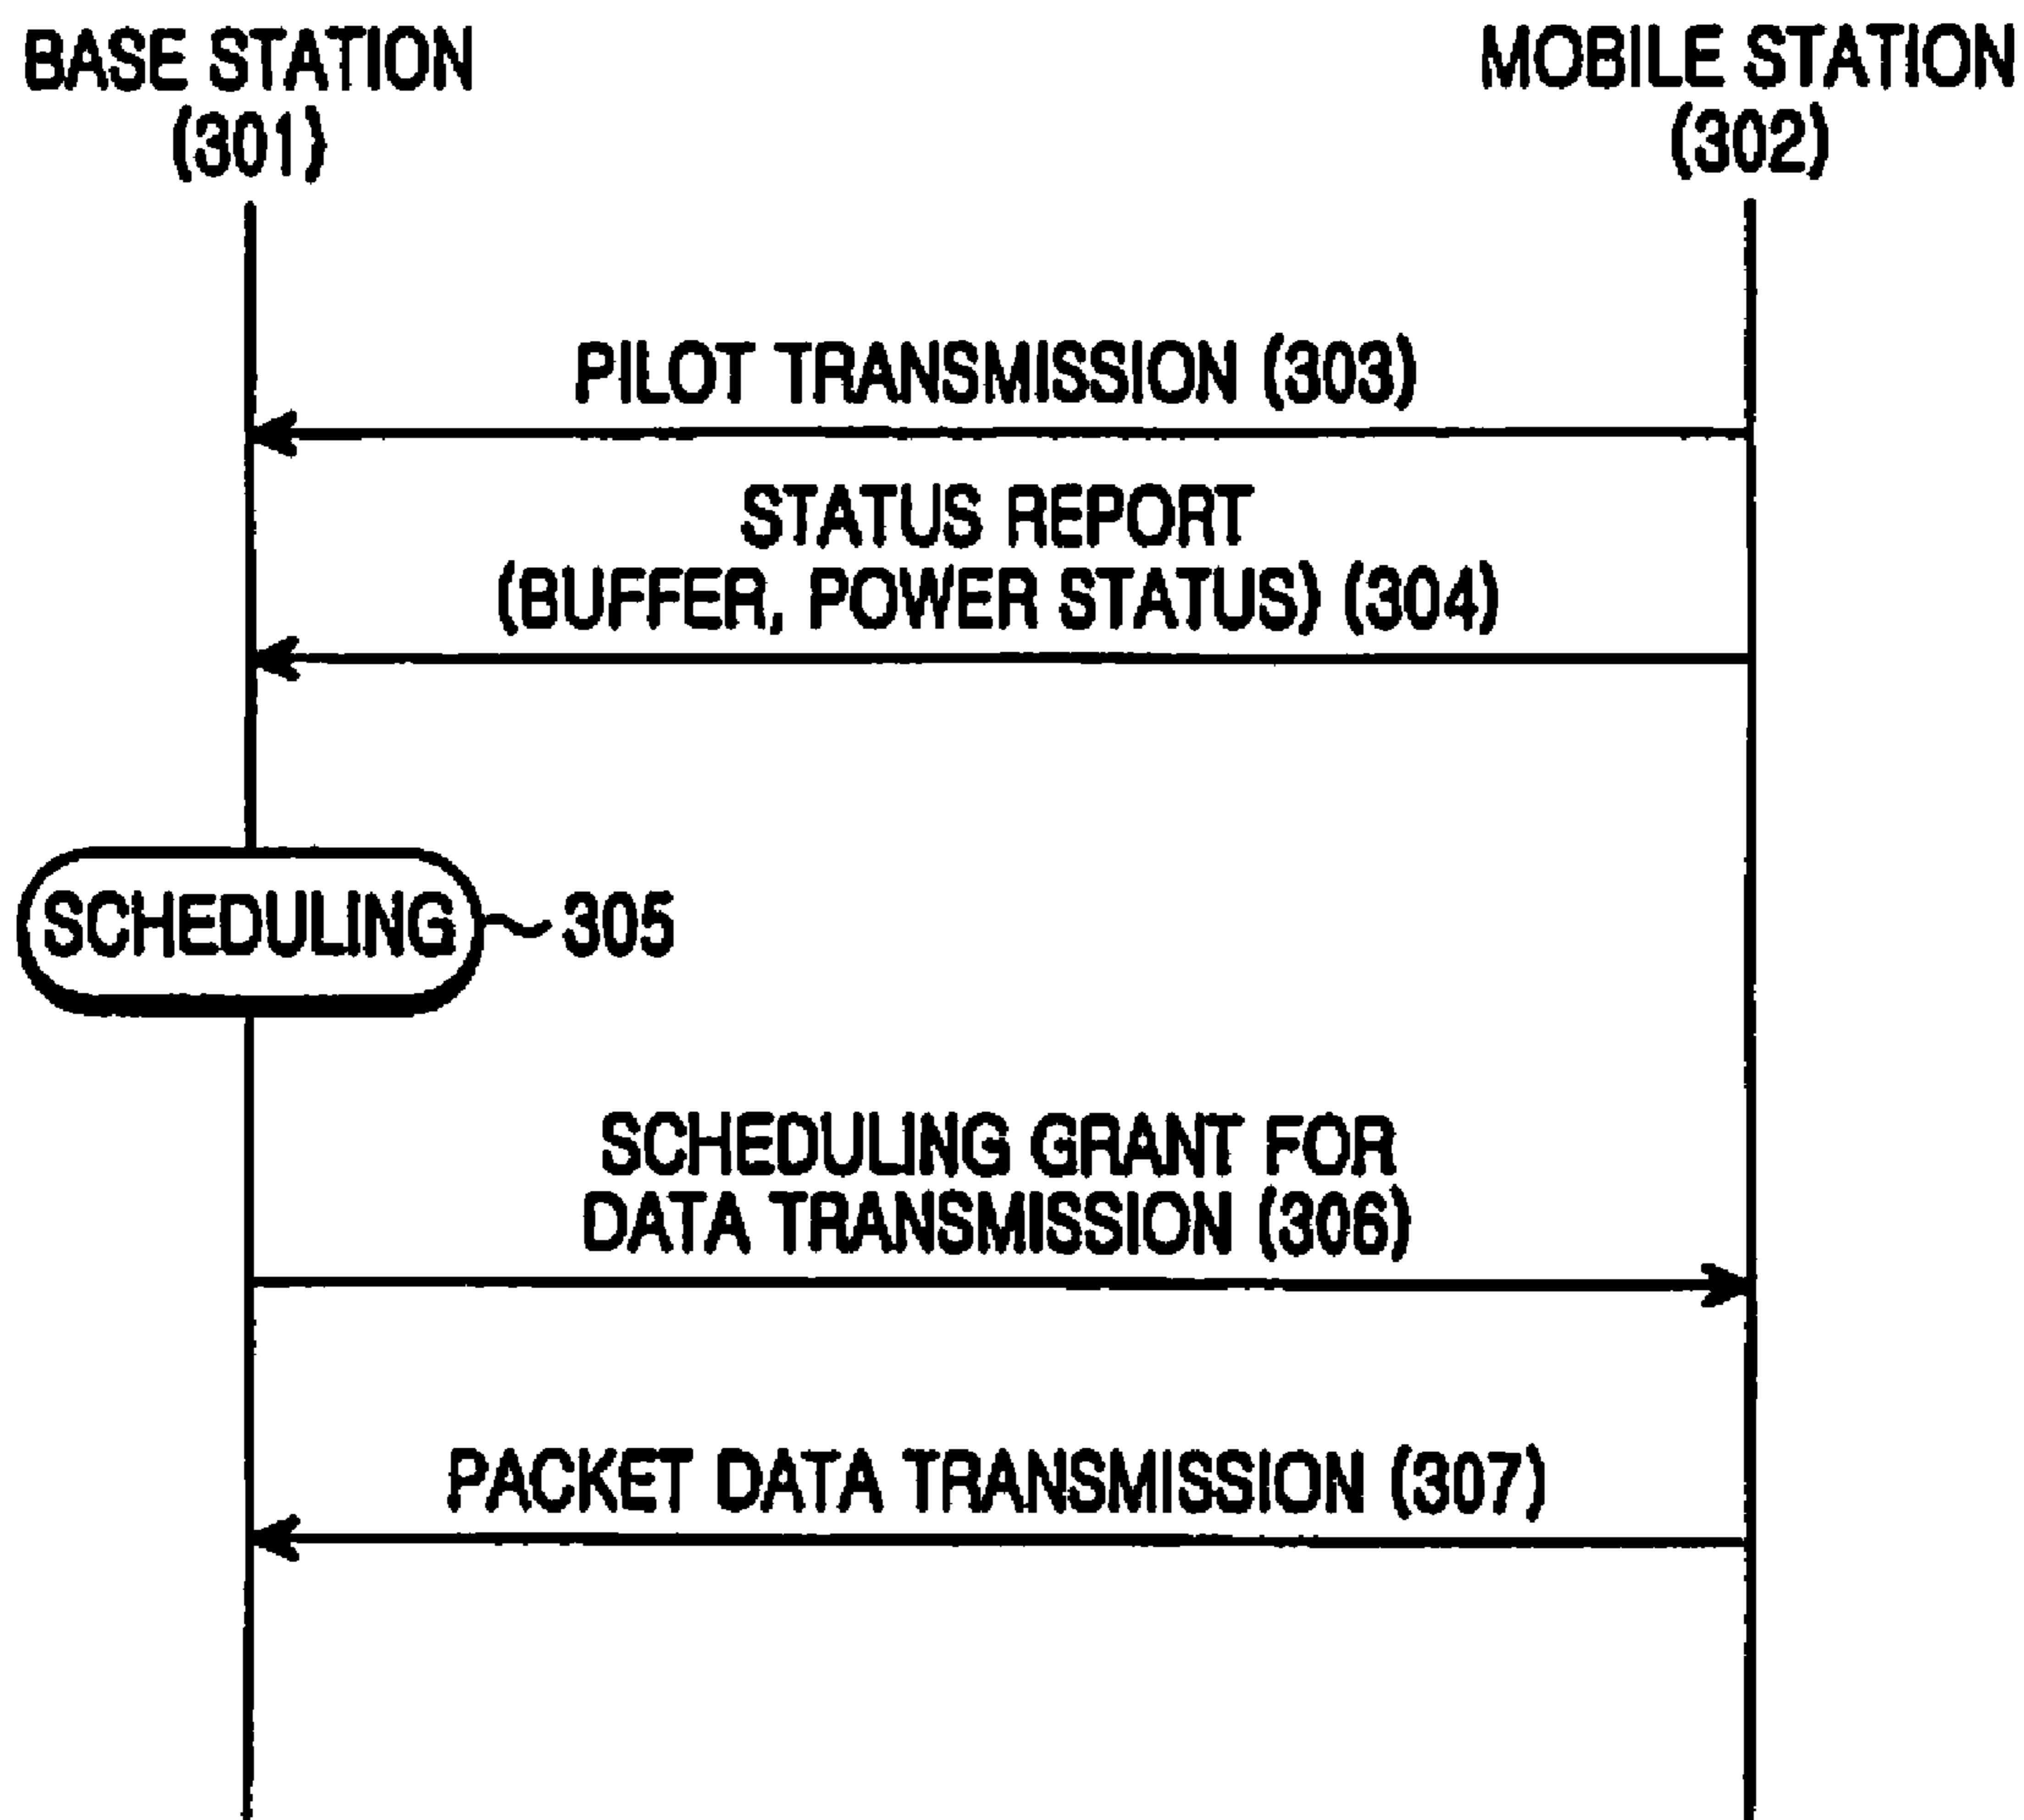 BASE STATION
(301)
MOBILE STATION
(302)
PILOT TRANSMISSION (303)
STATUS REPORT
(BUFFER, POWER STATUS) (304)
SCHEDULING
305
SCHEDULING GRANT FOR
DATA TRANSMISSION (306)
PACKET DATA TRANSMISSION (307)